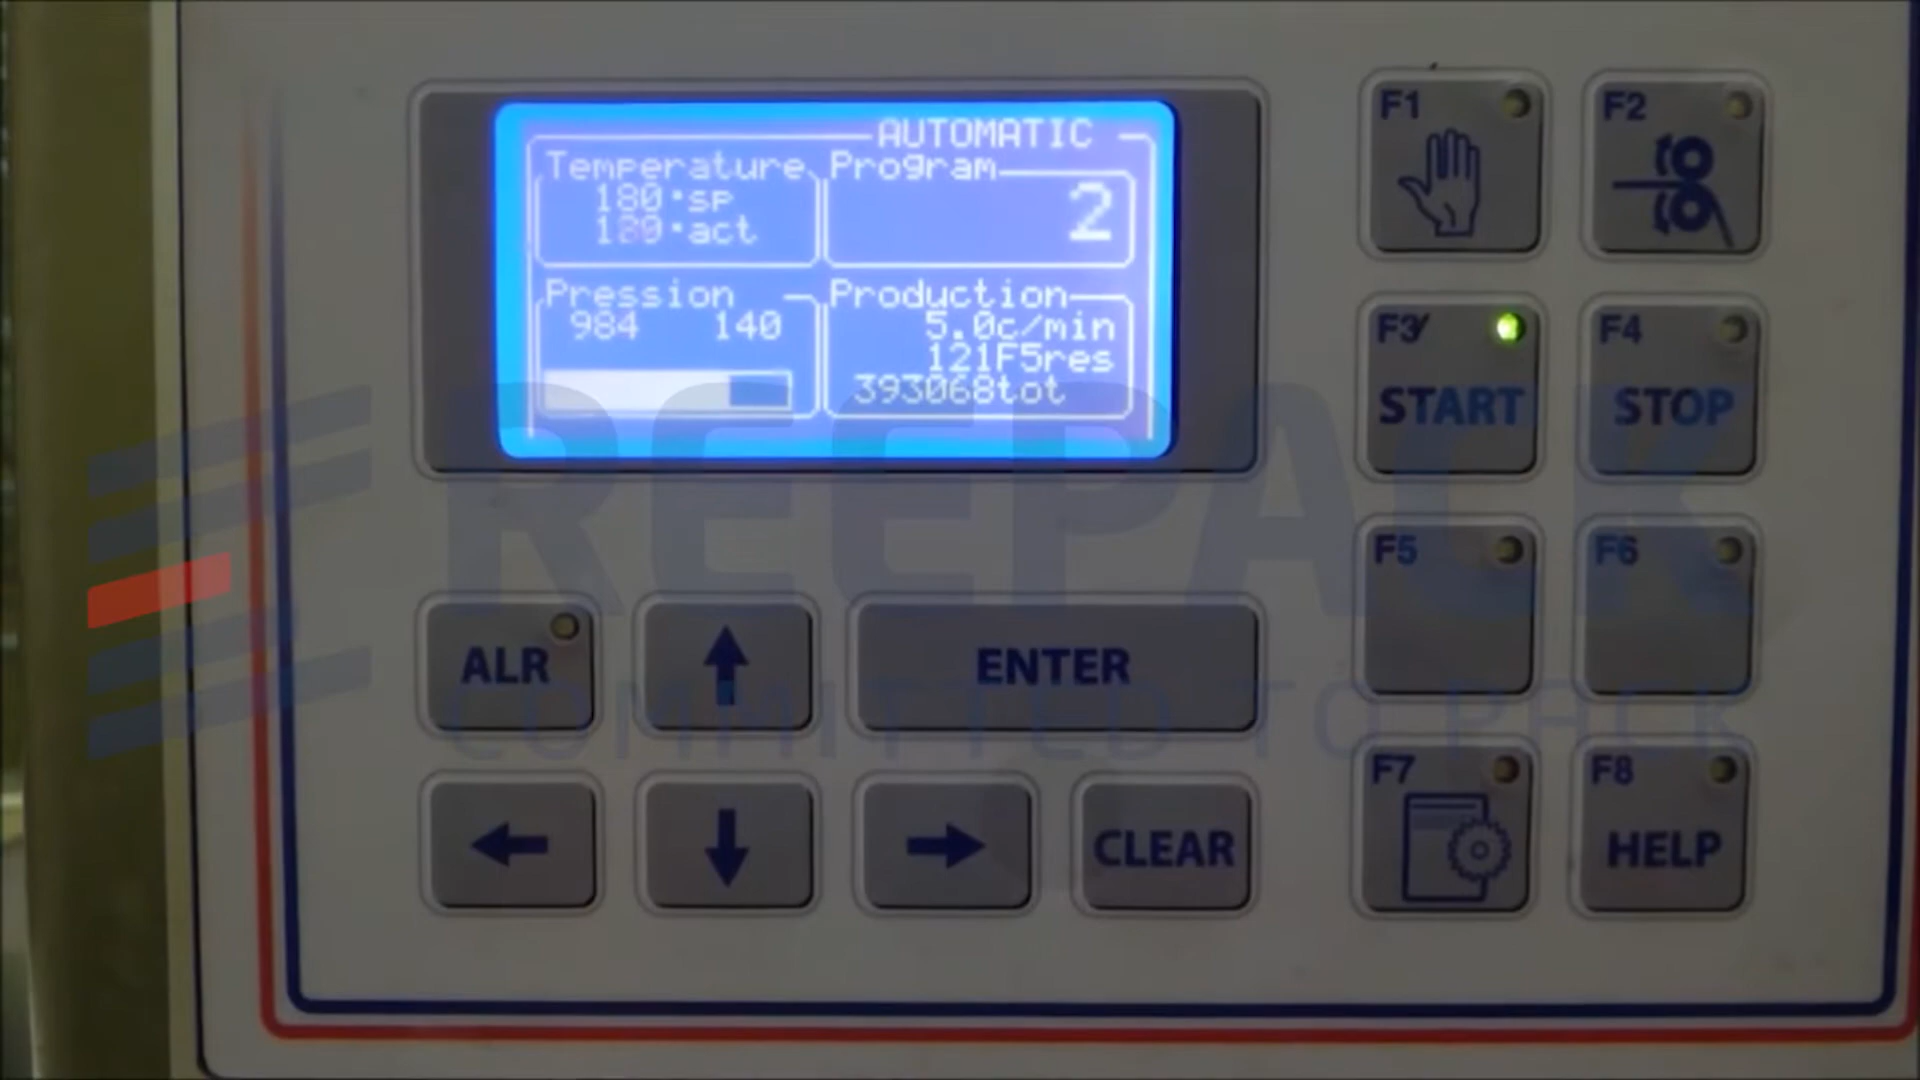 AUTOMATIC
Temperature
180°sp
180°act
Program
2
Pression
984 140
Production
5.0c/min
121F5res
393068tot
F1
F2
F3
START
F4
STOP
F5
F6
ALR
ENTER
CLEAR
F7
F8
HELP
REEPACK
COMMITTED TO PACK